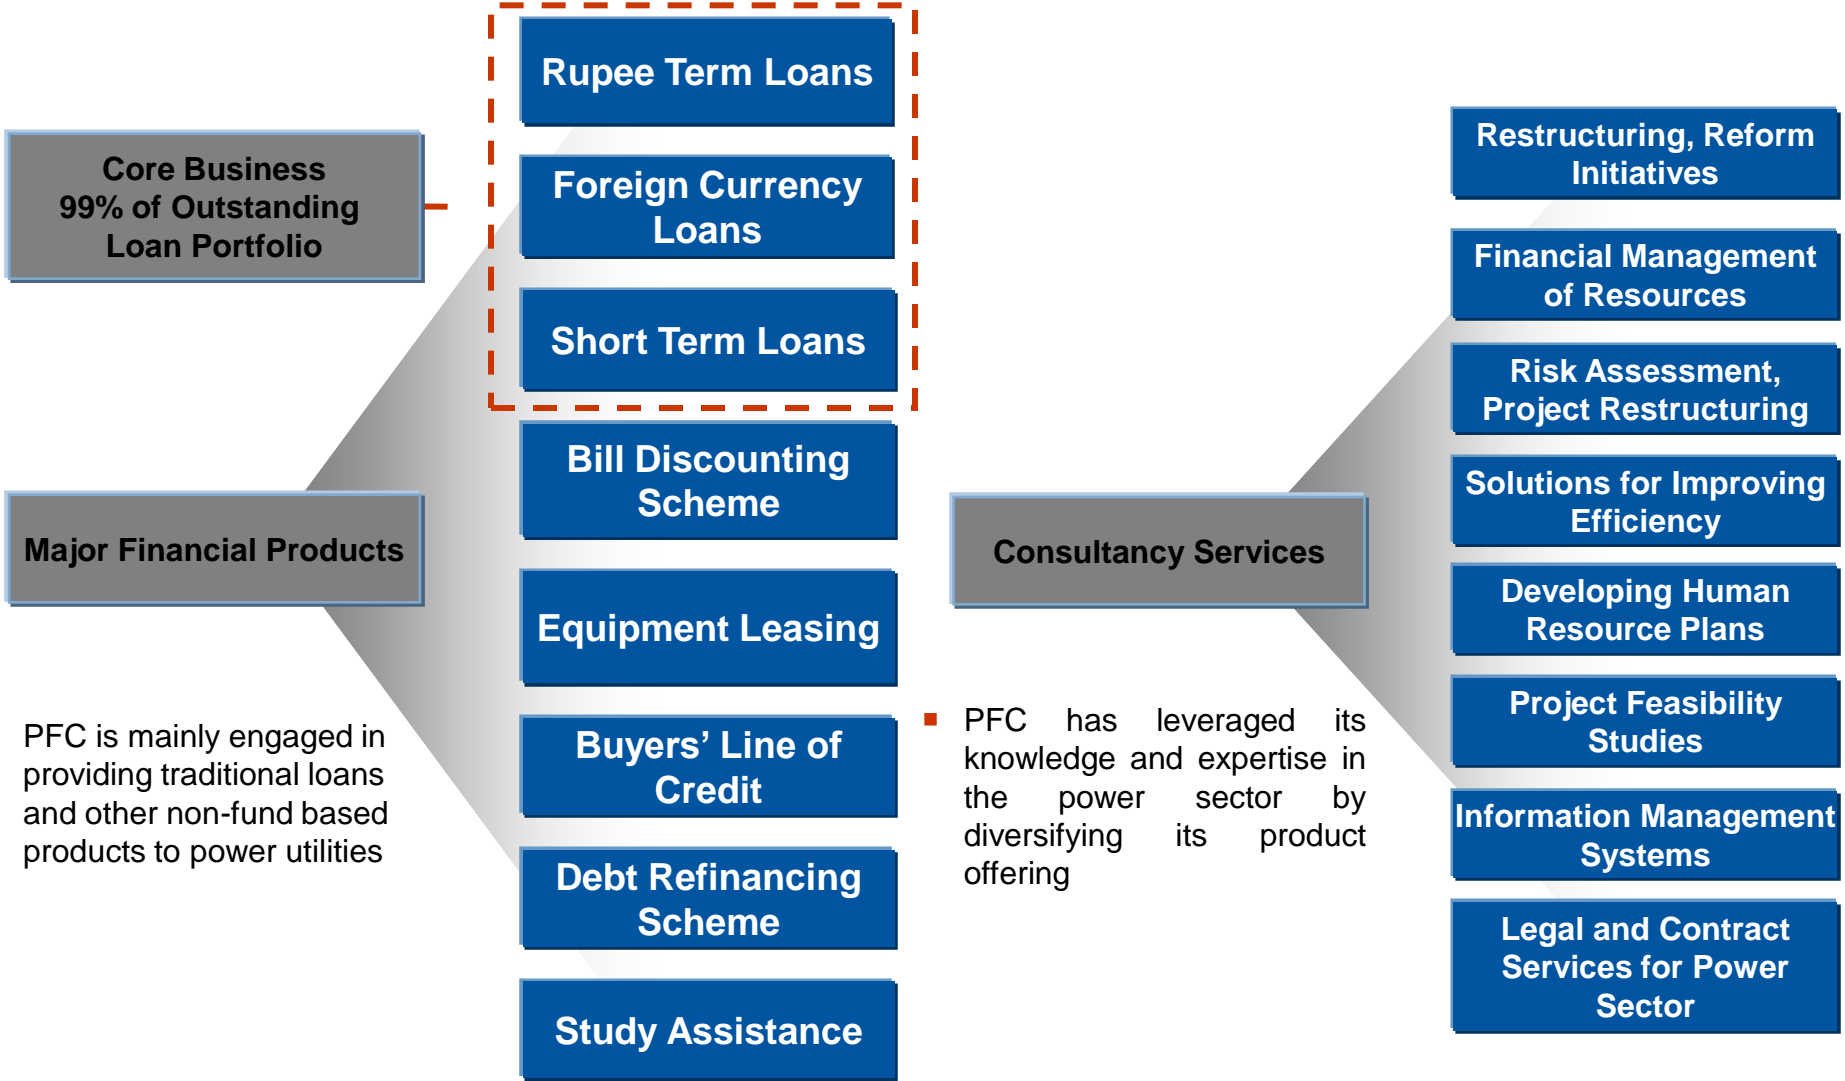 Core Business
99% of Outstanding
Loan Portfolio
Major Financial Products
PFC is mainly engaged in
providing traditional loans
and other non-fund based
products to power utilities
Rupee Term Loans
Foreign Currency
Loans
Short Term Loans
Bill Discounting
Scheme
Equipment Leasing
Buyers’ Line of
Credit
Debt Refinancing
Scheme
Study Assistance
Consultancy Services
PFC has leveraged its
knowledge and expertise in
the power sector by
diversifying its product
offering
Restructuring, Reform
Initiatives
Financial Management
of Resources
Risk Assessment,
Project Restructuring
Solutions for Improving
Efficiency
Developing Human
Resource Plans
Project Feasibility
Studies
Information Management
Systems
Legal and Contract
Services for Power
Sector